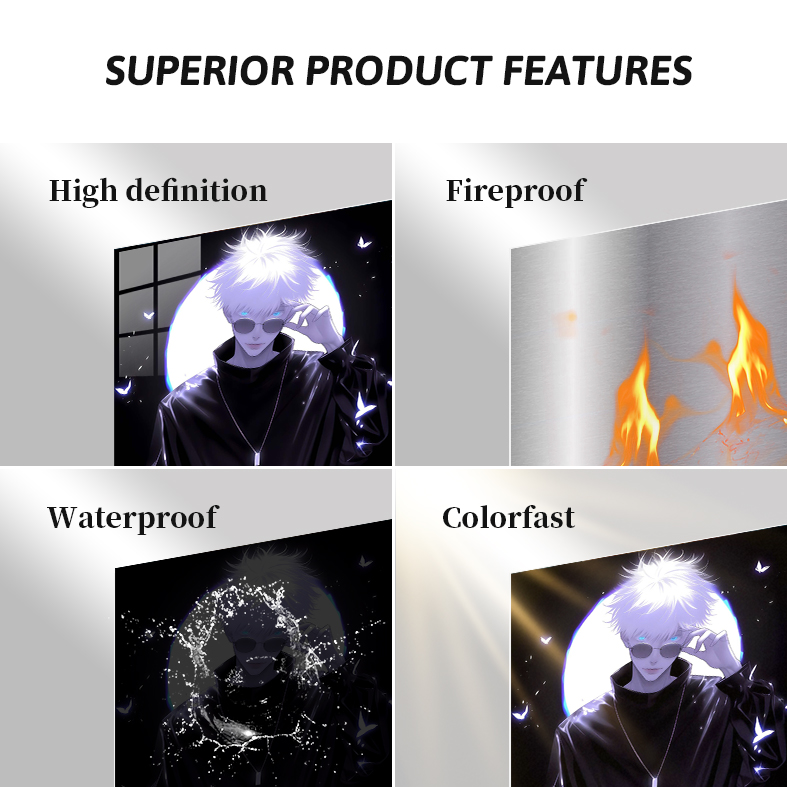 SUPERIOR PRODUCT FEATURES
High definition
Fireproof
Waterproof
Colorfast